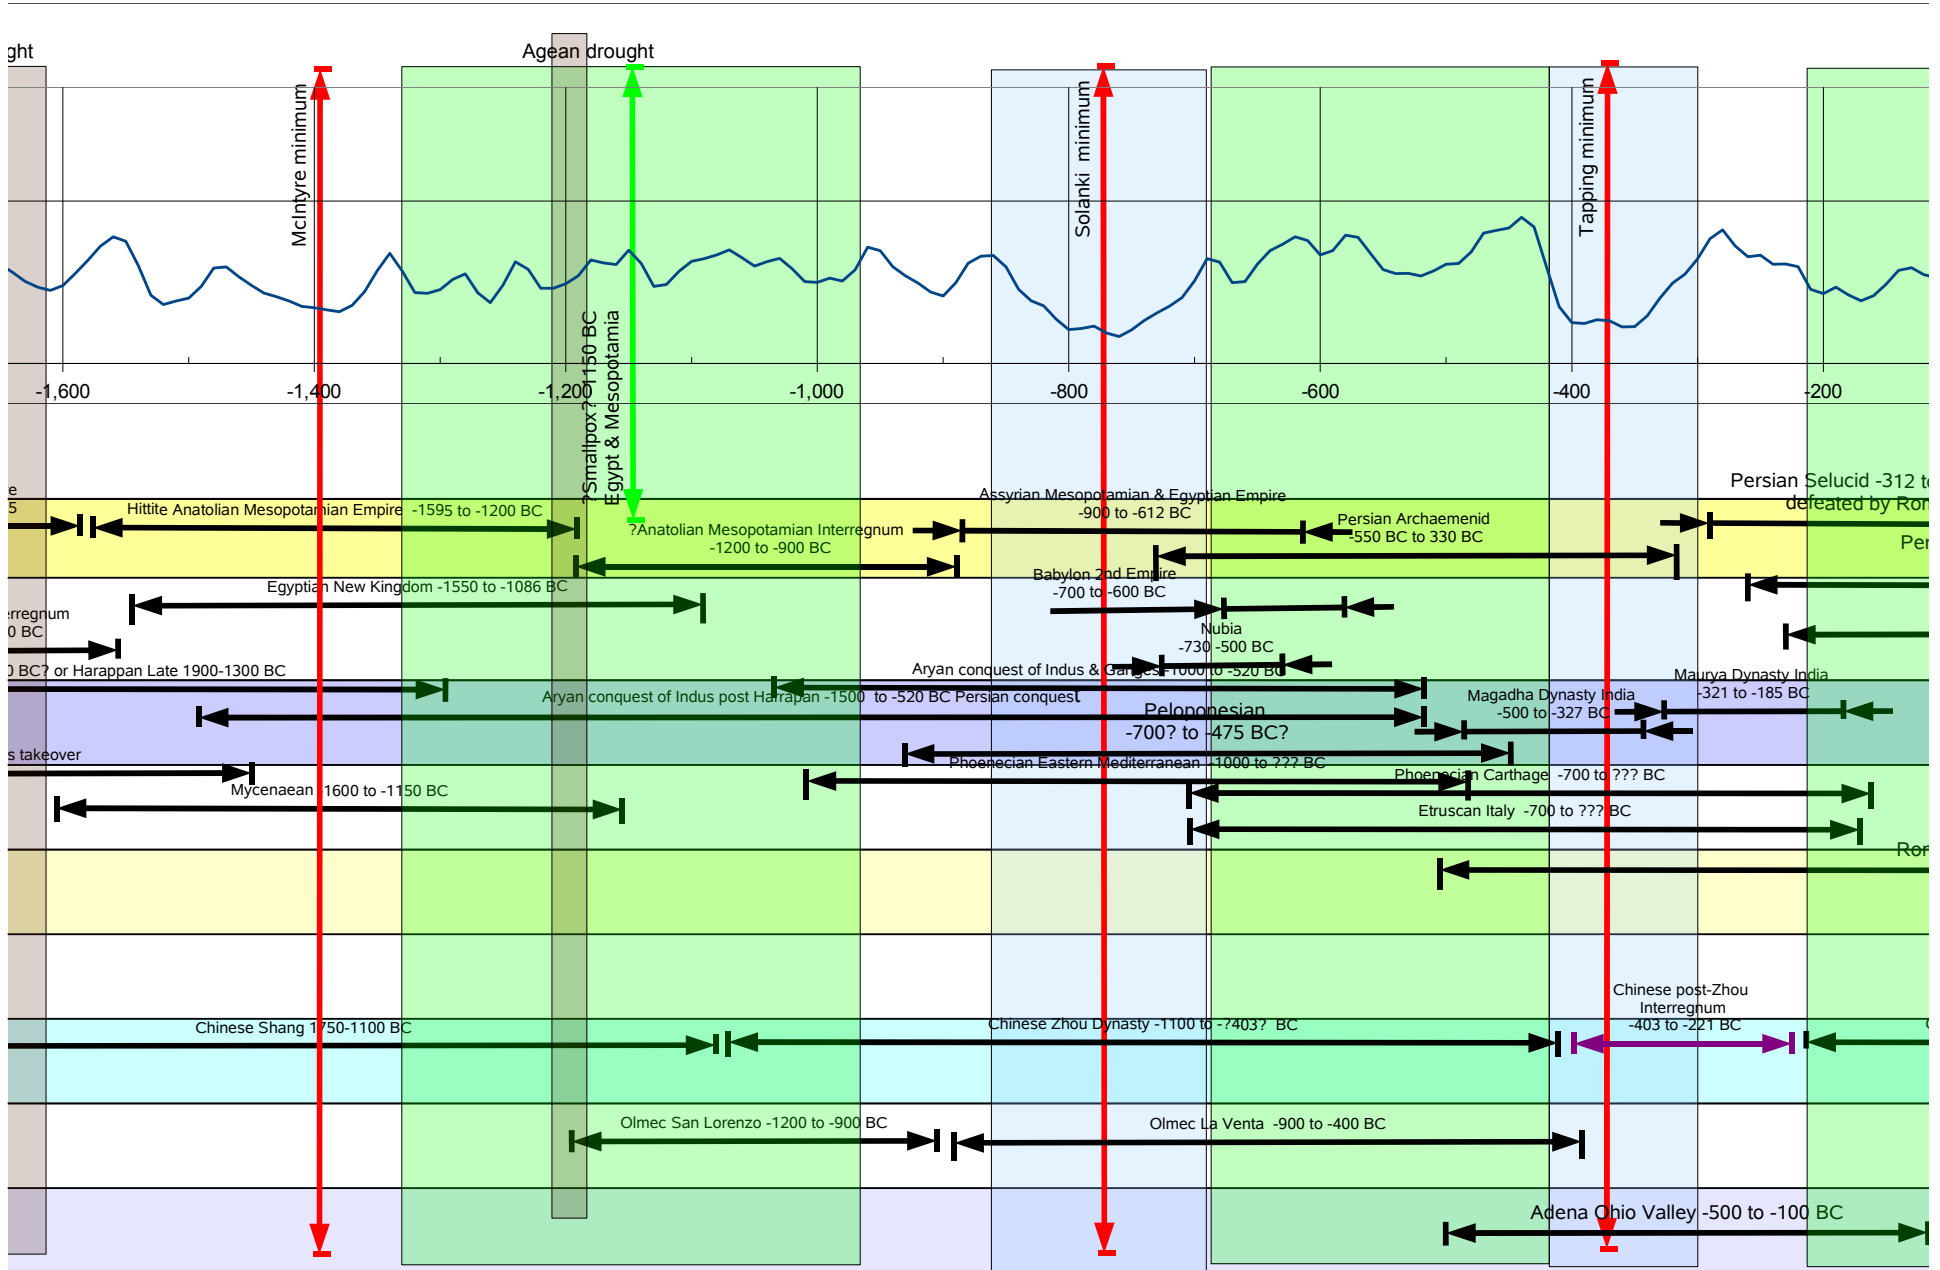 ght
Agean drought
McIntyre minimum
Solanki minimum
Tapping minimum
?Smallpox? -1150 BC
Egypt & Mesopotamia
-1,600
-1,400
-1,200
-1,000
-800
-600
-400
-200
re
5
Hittite Anatolian Mesopotamian Empire -1595 to -1200 BC
?Anatolian Mesopotamian Interregnum
-1200 to -900 BC
Assyrian Mesopotamian & Egyptian Empire
-900 to -612 BC
Persian Archaemenid
-550 BC to 330 BC
Persian Selucid -312 to
defeated by Rom
Per
Egyptian New Kingdom -1550 to -1086 BC
Babylon 2nd Empire
-700 to -600 BC
erregnum
0 BC
Nubia
-730 -500 BC
0 BC? or Harappan Late 1900-1300 BC
Aryan conquest of Indus & Ganges -1000 to -520 BC
Aryan conquest of Indus post Harrapan -1500 to -520 BC Persian conquest
Maurya Dynasty India
-321 to -185 BC
Magadha Dynasty India
-500 to -327 BC
Peloponesian
-700? to -475 BC?
s takeover
Phoenecian Eastern Mediterranean -1000 to ??? BC
Phoenecian Carthage -700 to ??? BC
Mycenaean -1600 to -1150 BC
Etruscan Italy -700 to ??? BC
Rom
Chinese post-Zhou
Interregnum
-403 to -221 BC
Chinese Shang 1750-1100 BC
Chinese Zhou Dynasty -1100 to -?403? BC
Olmec San Lorenzo -1200 to -900 BC
Olmec La Venta -900 to -400 BC
Adena Ohio Valley -500 to -100 BC